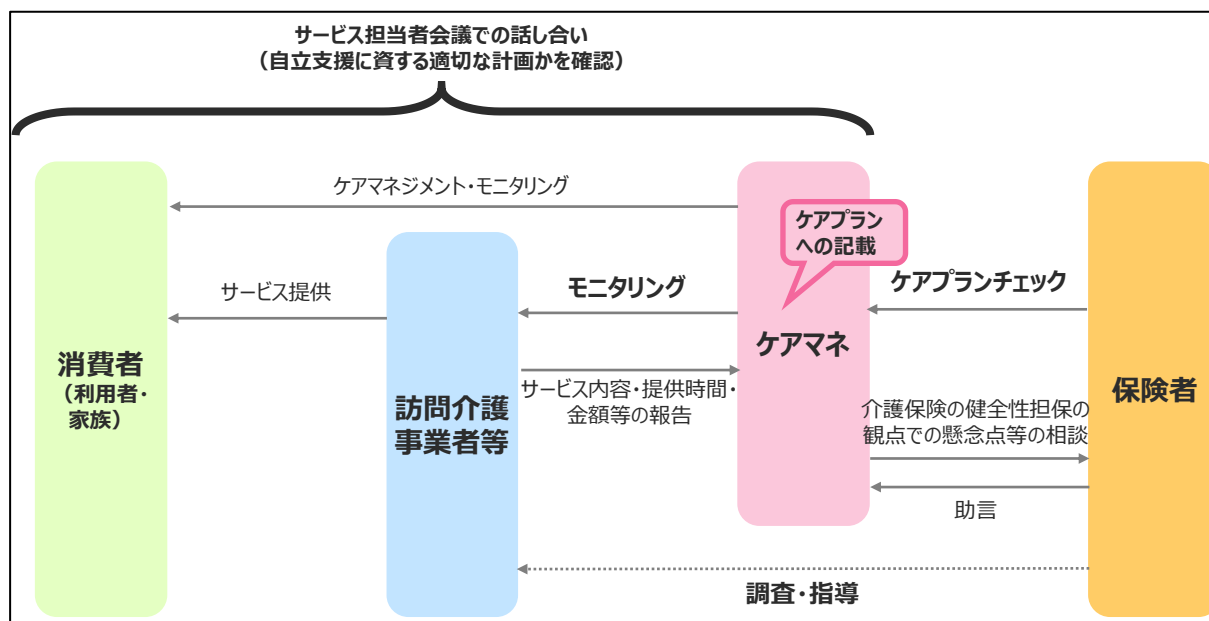 サービス担当者会議での話し合い
（自立支援に資する適切な計画かを確認）
ケアマネジメント・モニタリング
ケアプラン
への記載
サービス提供
モニタリング
ケアプランチェック
消費者
（利用者・
家族）
訪問介護
事業者等
サービス内容・提供時間・
金額等の報告
ケアマネ
介護保険の健全性担保の
観点での懸念点等の相談
保険者
助言
調査・指導